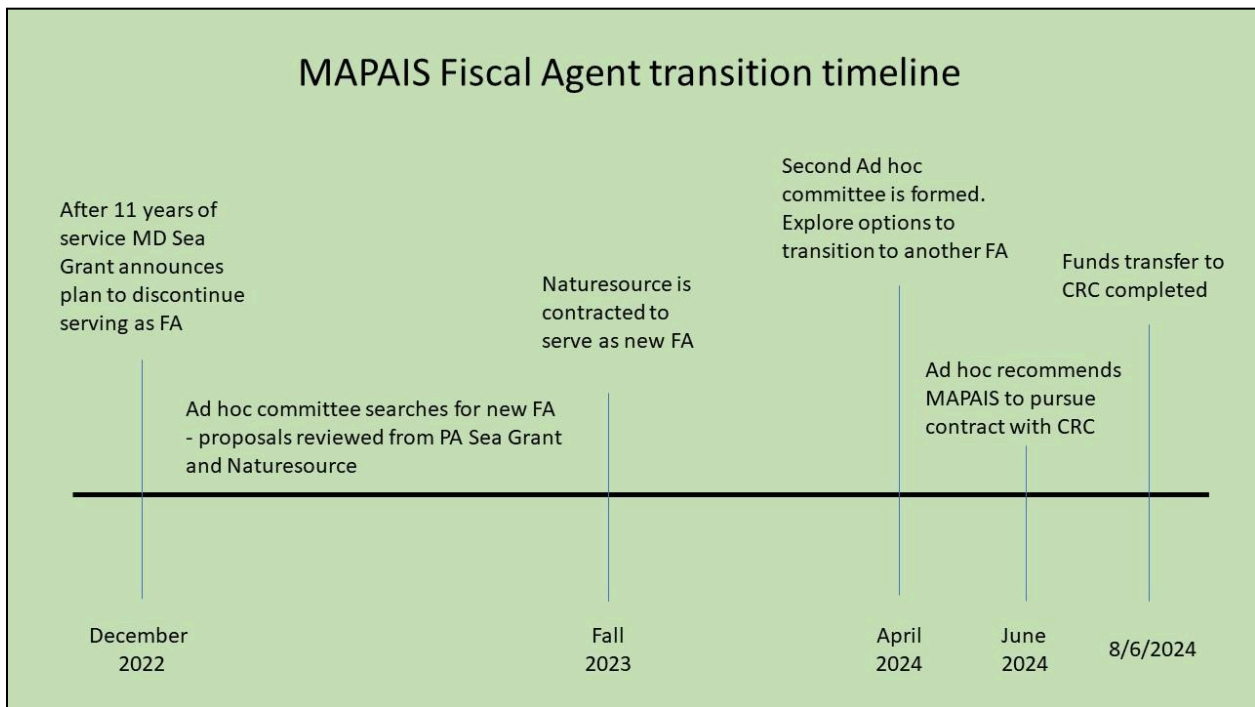 MAPAIS Fiscal Agent transition timeline
After 11 years of
service MD Sea
Grant announces
plan to discontinue
serving as FA
Ad hoc committee searches for new FA
- proposals reviewed from PA Sea Grant
and Naturesource
Naturesource is
contracted to
serve as new FA
Second Ad hoc
committee is formed.
Explore options to
transition to another FA
Ad hoc recommends
MAPAIS to pursue
contract with CRC
Funds transfer to
CRC completed
December
2022
Fall
2023
April
2024
June
2024
8/6/2024